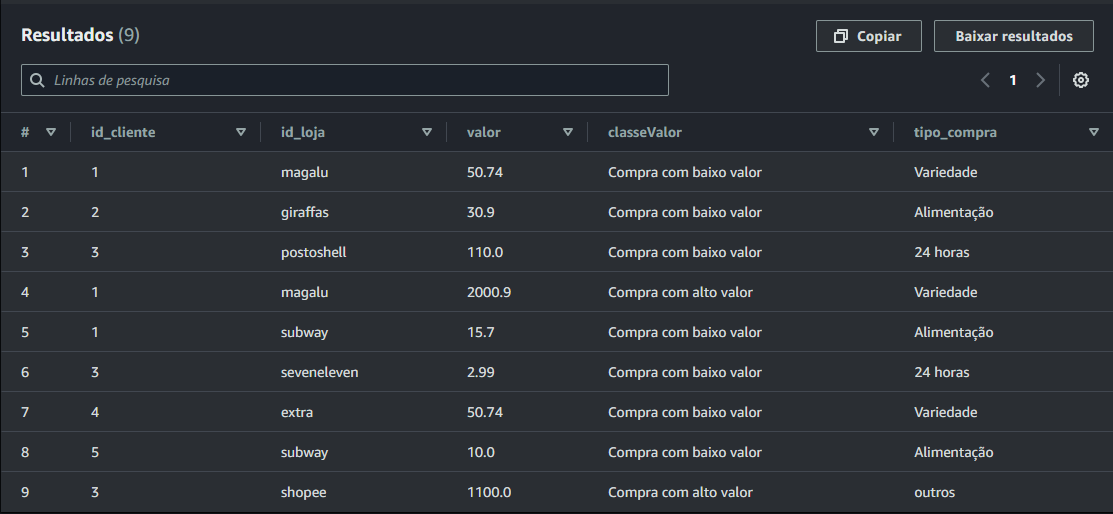 Resultados (9) Copiar Baixar resultados
Linhas de pesquisa 1
# id_cliente id_loja valor classeValor tipo_compra
1 1 magalu 50.74 Compra com baixo valor Variedade
2 2 giraffas 30.9 Compra com baixo valor Alimentação
3 3 postoshell 110.0 Compra com baixo valor 24 horas
4 1 magalu 2000.9 Compra com alto valor Variedade
5 1 subway 15.7 Compra com baixo valor Alimentação
6 3 seveneleven 2.99 Compra com baixo valor 24 horas
7 4 extra 50.74 Compra com baixo valor Variedade
8 5 subway 10.0 Compra com baixo valor Alimentação
9 3 shopee 1100.0 Compra com alto valor outros